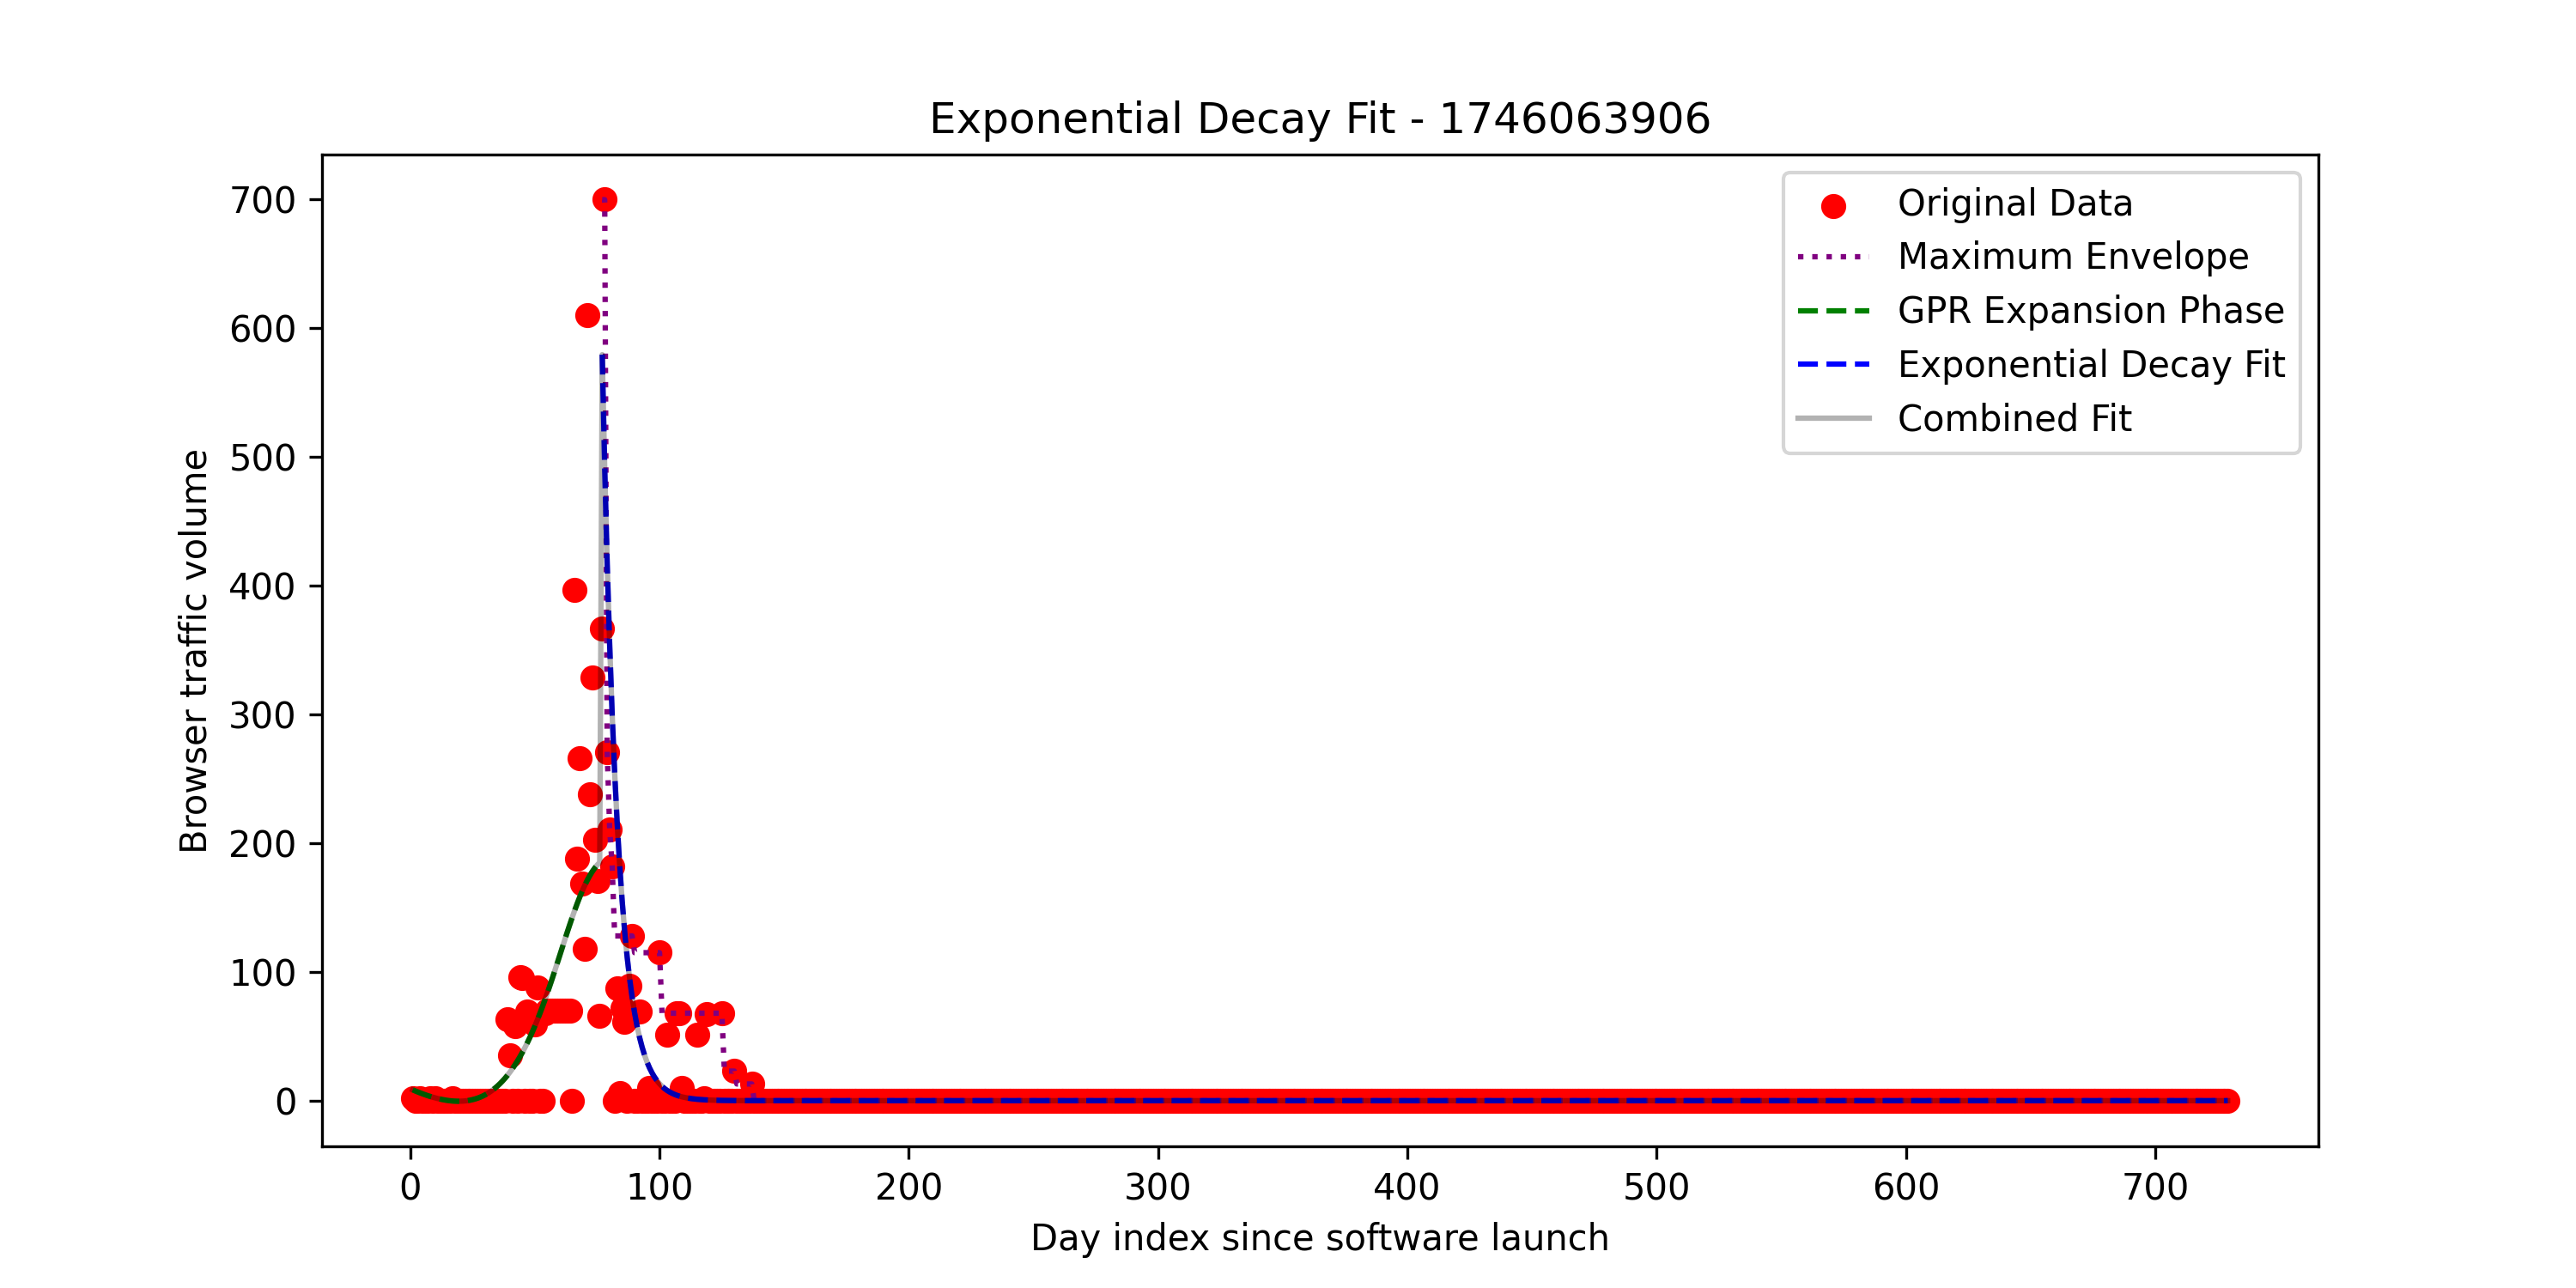 Exponential Decay Fit - 1746063906
Original Data
Maximum Envelope
GPR Expansion Phase
Exponential Decay Fit
Combined Fit
Browser traffic volume
700
600
500
400
300
200
100
0
0 100 200 300 400 500 600 700
Day index since software launch